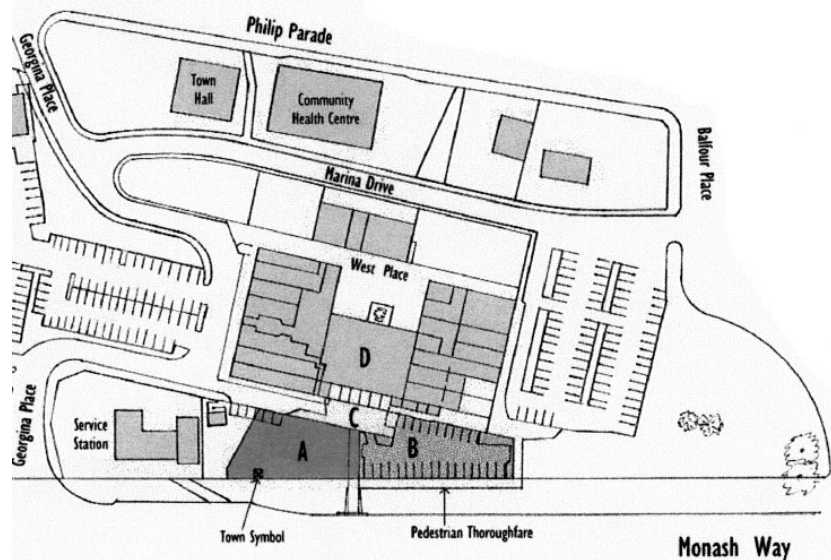 Philip Parade
Georgina Place
Town
Hall
Community
Health Centre
Balfour Place
Marina Drive
West Place
D
C
Service
Station
Georgina Place
A
B
Town Symbol
Pedestrian Thoroughfare
Monash Way